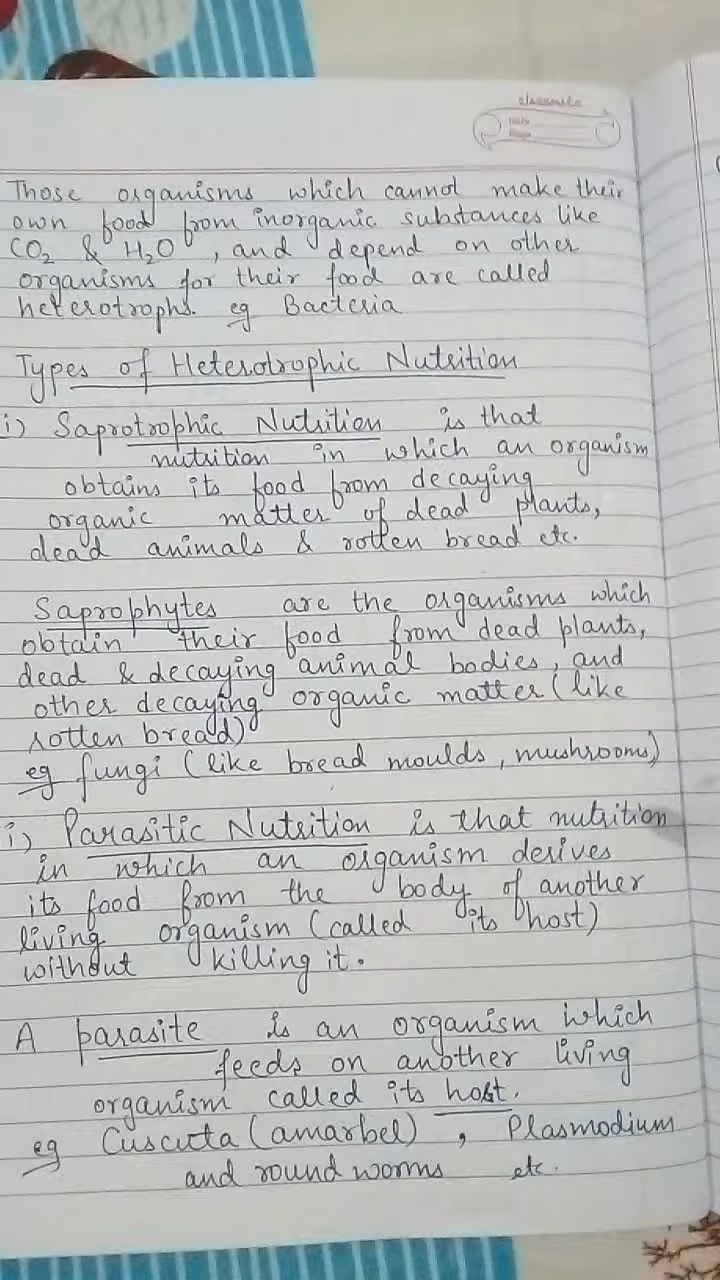 classmate
Date
Page
Those organisms which cannot make their
own food from inorganic substances like
CO₂ & H₂O , and depend on other
organisms for their food are called
heterotrophs. eg Bacteria
Types of Heterotrophic Nutrition
i) Saprotrophic Nutrition is that
nutrition in which an organism
obtains its food from decaying
organic matter of dead plants,
dead animals & rotten bread etc.
Saprophytes are the organisms which
obtain their food from dead plants,
dead & decaying animal bodies, and
other decaying organic matter (like
rotten bread)
eg fungi (like bread moulds, mushrooms)
i) Parasitic Nutrition is that nutrition
in which an organism derives
its food from the body of another
living organism (called its host)
without killing it.
A parasite is an organism which
feeds on another living
organism called its host.
eg Cuscuta (amarbel) , Plasmodium
and round worms etc.